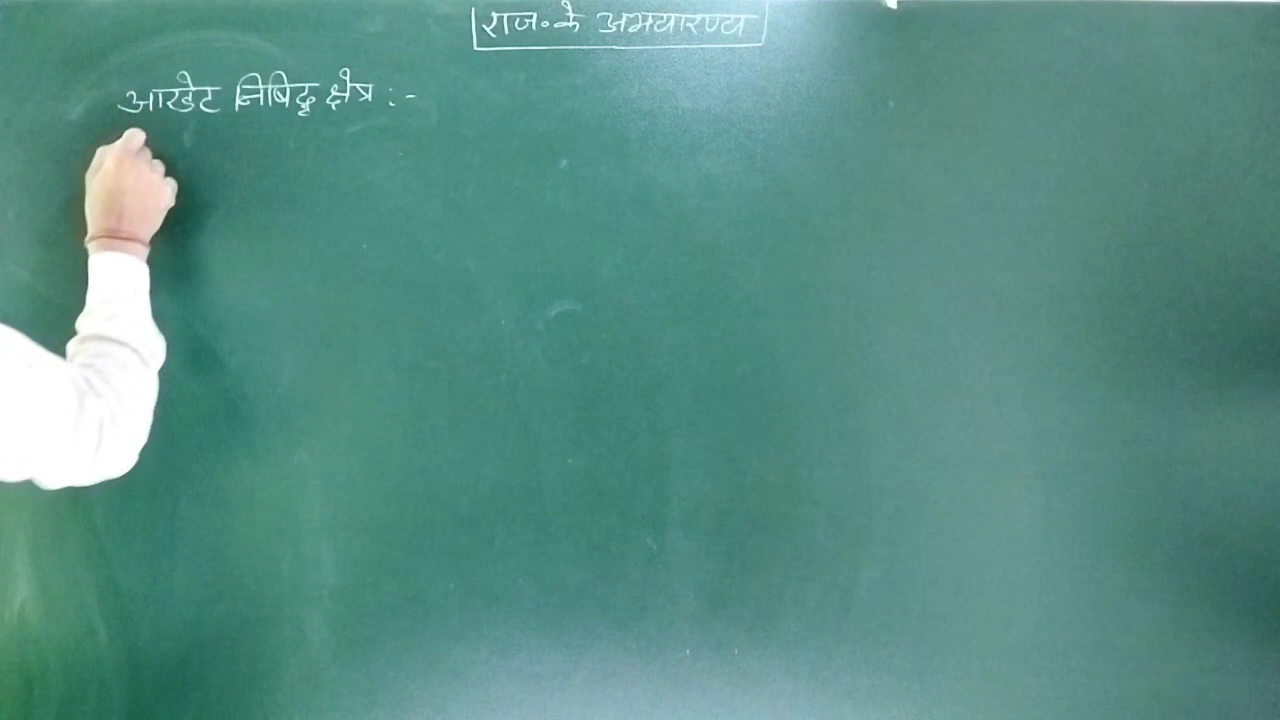 राज॰ के अभयारण्य
आखेट निषिद्ध क्षेत्र :-